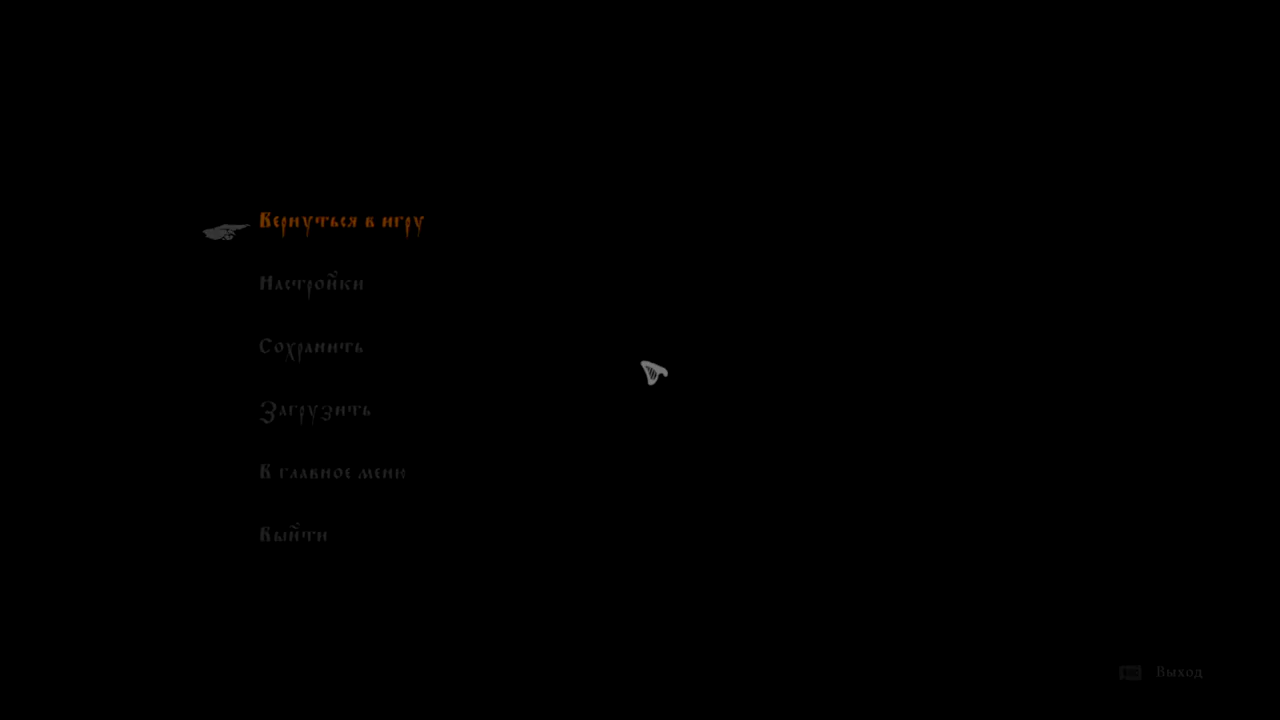 Вернуться в игру
Настройки
Сохранить
Загрузить
В главное меню
Выйти
Выход